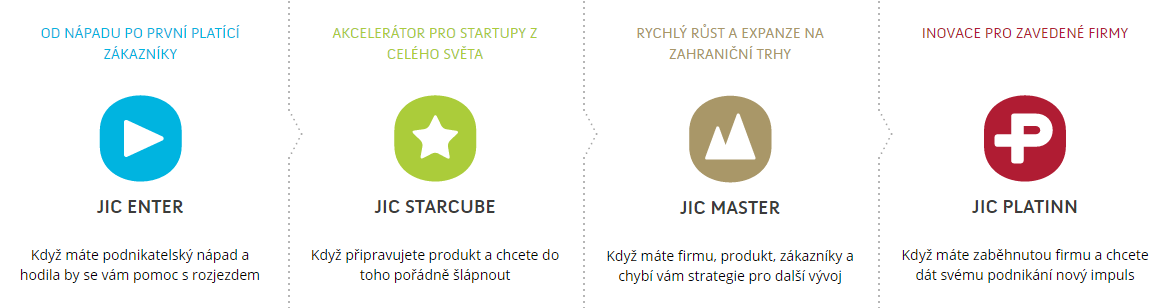 OD NÁPADU PO PRVNÍ PLATÍCÍ
ZÁKAZNÍKY
JIC ENTER
Když máte podnikatelský nápad a
hodila by se vám pomoc s rozjezdem
AKCELERÁTOR PRO STARTUPY Z
CELÉHO SVĚTA
JIC STARCUBE
Když připravujete produkt a chcete do
toho pořádně šlápnout
RYCHLÝ RŮST A EXPANZE NA
ZAHRANIČNÍ TRHY
JIC MASTER
Když máte firmu, produkt, zákazníky a
chybí vám strategie pro další vývoj
INOVACE PRO ZAVEDENÉ FIRMY
P
JIC PLATINN
Když máte zaběhnutou firmu a chcete
dát svému podnikání nový impuls